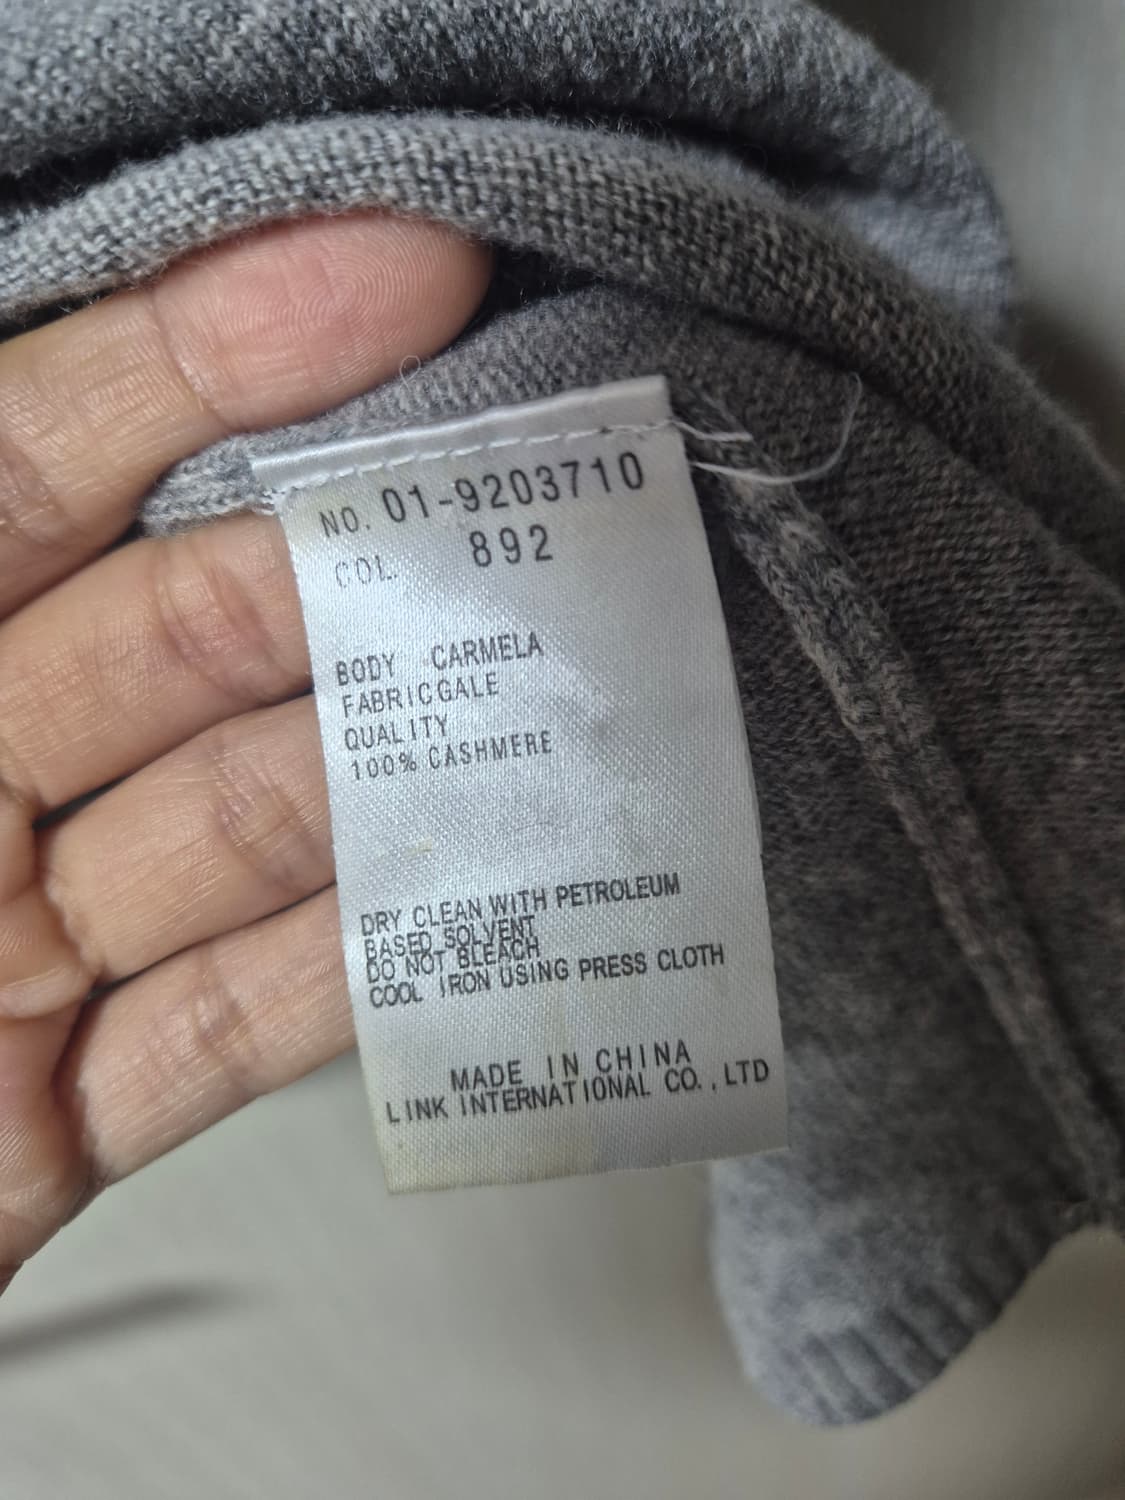 NO. 01-9203710
COL. 892
BODY CARMELA
FABRICGALE
QUALITY
100% CASHMERE
DRY CLEAN WITH PETROLEUM
BASED SOLVENT
DO NOT BLEACH
COOL IRON USING PRESS CLOTH
MADE IN CHINA
LINK INTERNATIONAL CO., LTD